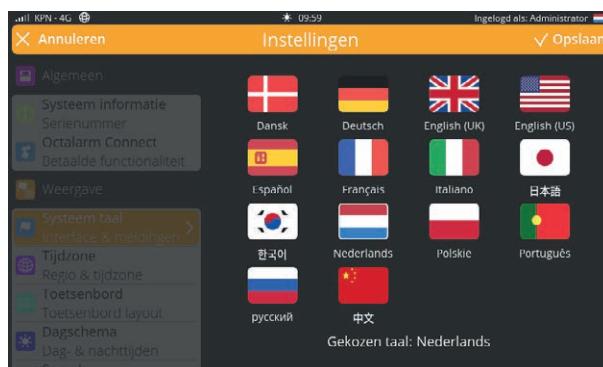 KPN - 4G 09:59 Ingelogd als: Administrator
Annuleren Instellingen Opslaan
Algemeen
Systeem informatie
Serienummer
Octalarm Connect
Betaalde functionaliteit
Weergave
Systeem taal
Interface & meldingen
Tijdzone
Regio & tijdzone
Toetsenbord
Toetsenbord layout
Dagschema
Dag- & nachttijden
Dansk Deutsch English (UK) English (US)
Español Français Italiano 日本語
한국어 Nederlands Polskie Português
русский 中文
Gekozen taal: Nederlands